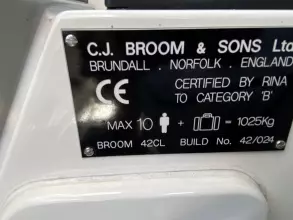 C.J. BROOM & SONS Ltd
BRUNDALL . NORFOLK . ENGLAND
CE CERTIFIED BY RINA
TO CATEGORY 'B'
MAX 10 + = 1025Kg
BROOM 42CL BUILD No. 42/024